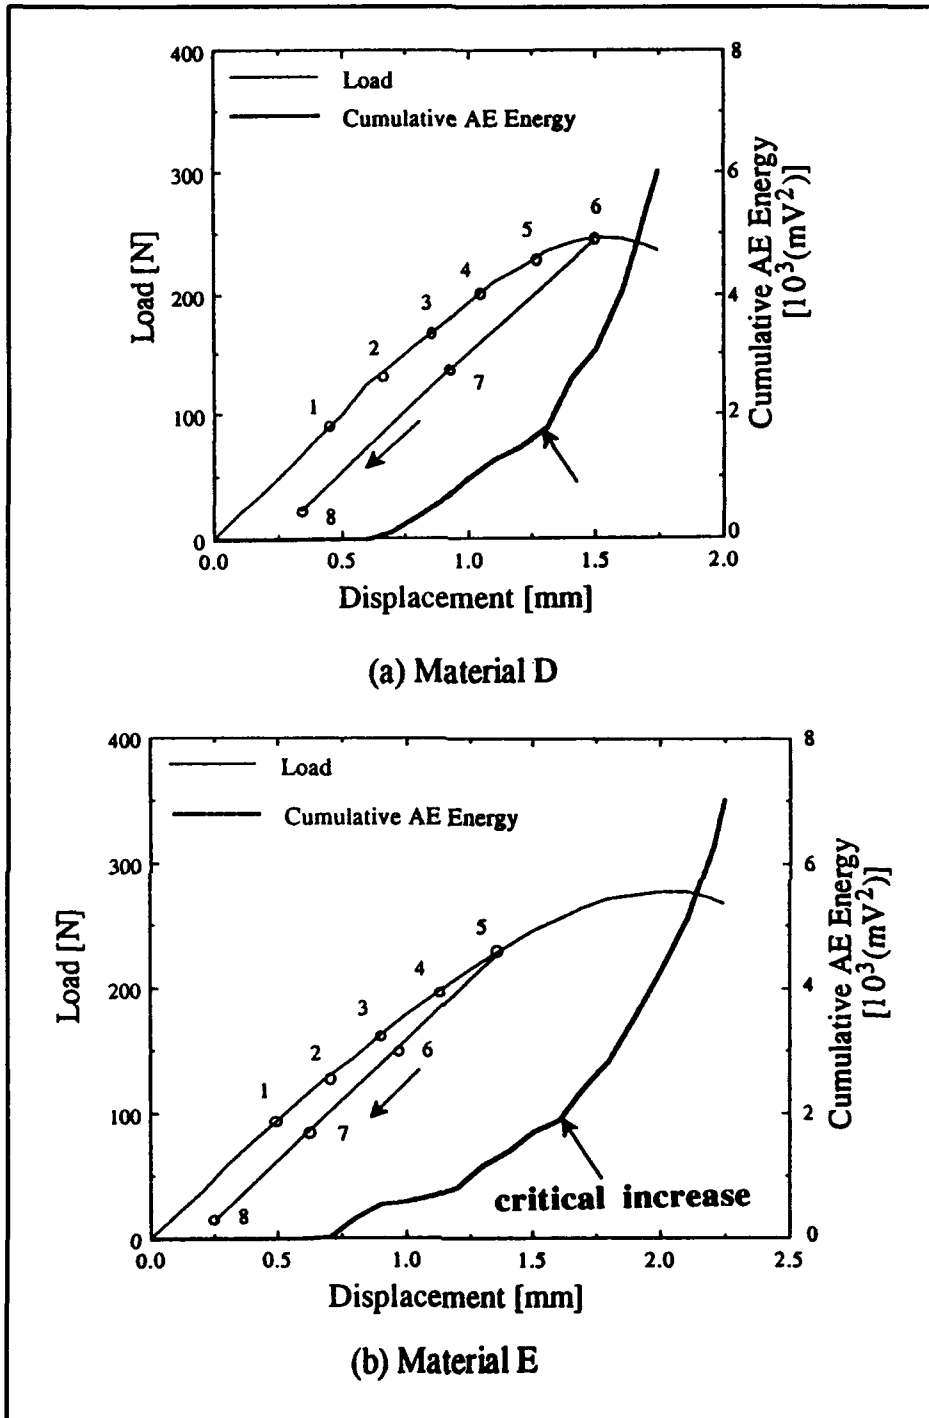 400
300
200
100
0
Load [N]
Load
Cumulative AE Energy
1
2
3
4
5
6
7
8
8
6
4
2
0
Cumulative AE Energy
[10³(mV²)]
0.0 0.5 1.0 1.5 2.0
Displacement [mm]
(a) Material D
400
300
200
100
0
Load [N]
Load
Cumulative AE Energy
1
2
3
4
5
6
7
8
critical increase
8
6
4
2
0
Cumulative AE Energy
[10³(mV²)]
0.0 0.5 1.0 1.5 2.0 2.5
Displacement [mm]
(b) Material E